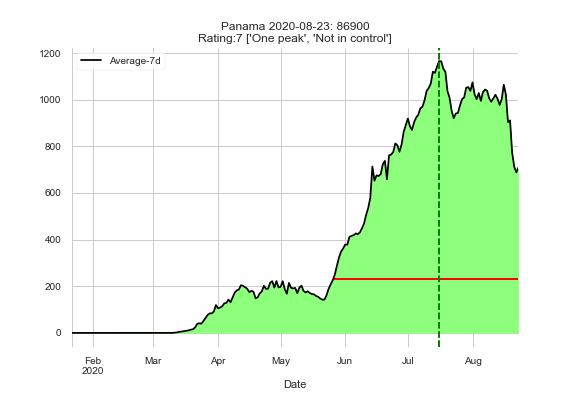 Panama 2020-08-23: 86900
Rating:7 ['One peak', 'Not in control']
Average-7d
1200
1000
800
600
400
200
0
Feb
2020
Mar
Apr
May
Jun
Jul
Aug
Date